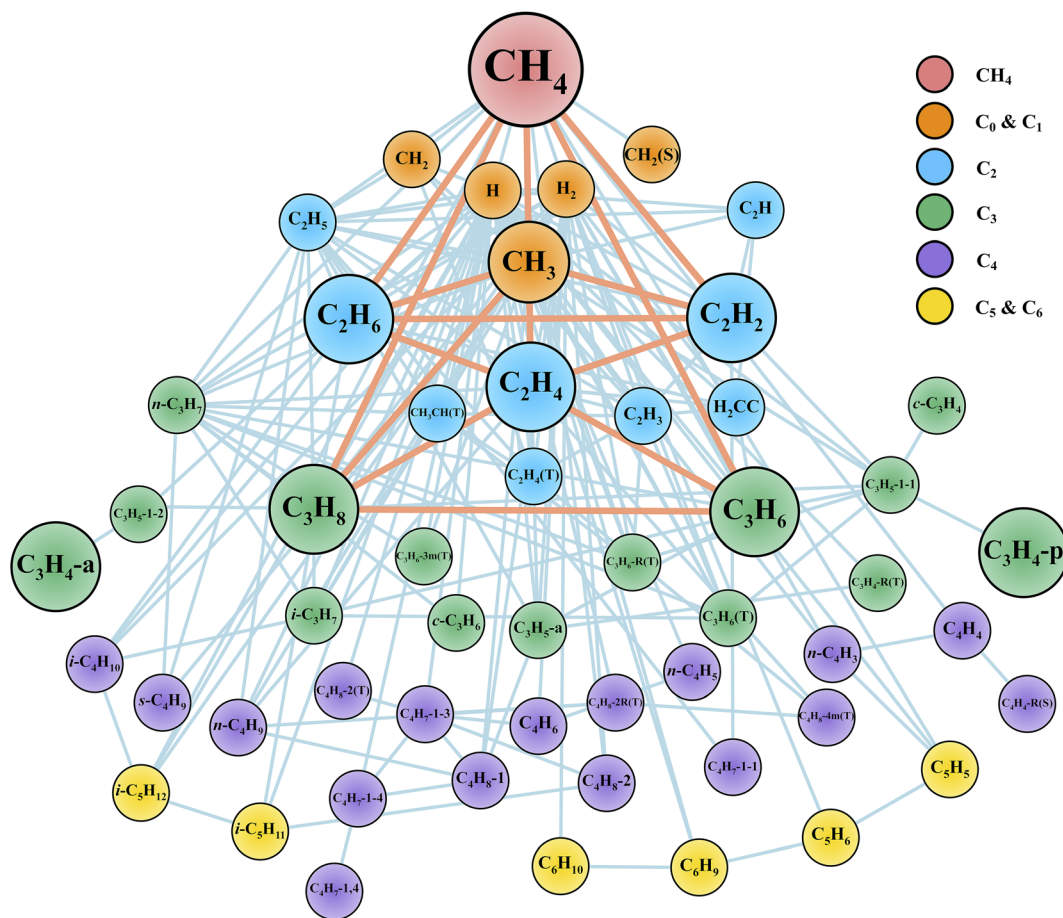 CH₄
CH₄
CH₂
CH₂(S)
C₀ & C₁
H
H₂
C₂
C₂H₅
C₂H
CH₃
C₃
C₂H₆
C₂H₂
C₄
C₅ & C₆
C₂H₄
n-C₃H₇
CH₃CH(T)
C₂H₃
H₂CC
c-C₃H₄
C₂H₄(T)
C₃H₅-1-1
C₃H₅-1-2
C₃H₈
C₃H₆
C₃H₄-a
C₃H₆-3m(T)
C₃H₆-R(T)
C₃H₄-R(T)
C₃H₄-p
i-C₃H₇
c-C₃H₆
C₃H₅-a
C₃H₆(T)
C₄H₄
i-C₄H₁₀
n-C₄H₅
n-C₄H₃
s-C₄H₉
C₄H₈-2(T)
C₄H₈-2R(T)
C₄H₄-R(S)
n-C₄H₉
C₄H₇-1-3
C₄H₆
C₄H₈-4m(T)
C₄H₈-1
C₄H₈-2
C₄H₇-1-1
C₅H₅
i-C₅H₁₂
C₄H₇-1-4
i-C₅H₁₁
C₅H₆
C₆H₁₀
C₆H₉
C₄H₇-1,4